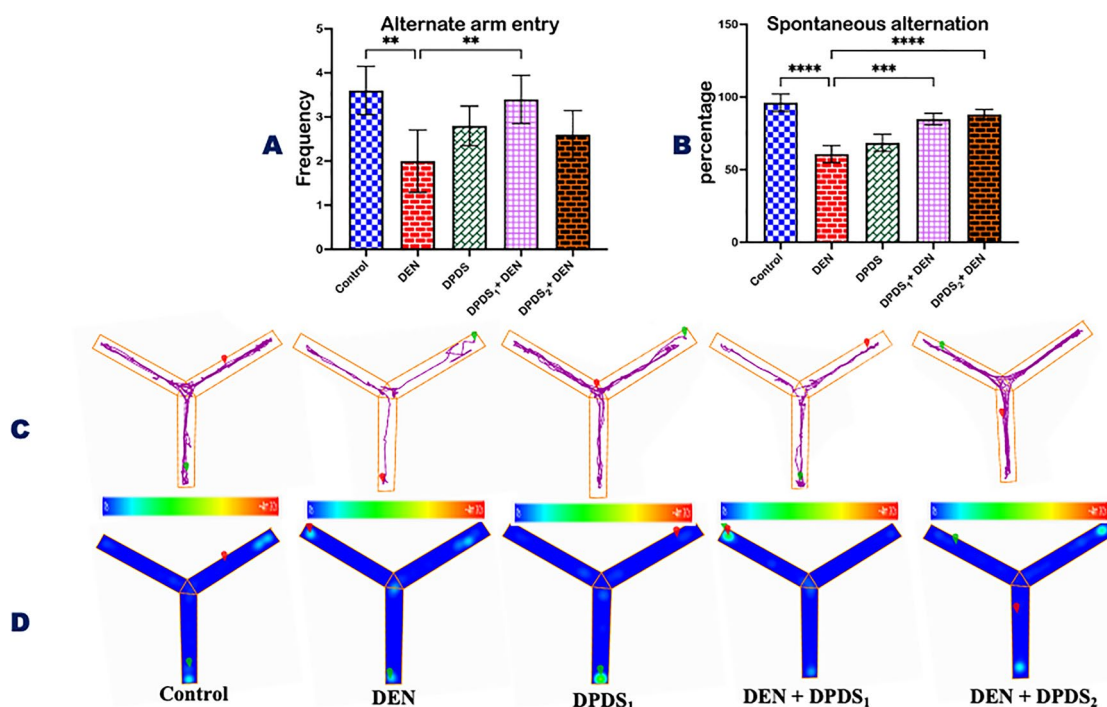 Alternate arm entry
5
4
3
2
1
0
Frequency
** **
A
Control
DEN
DPDS
DPDS₁+ DEN
DPDS₂+ DEN
Spontaneous alternation
150
100
50
0
percentage
****
**** ***
B
Control
DEN
DPDS
DPDS₁+ DEN
DPDS₂+ DEN
C
D
Control
DEN
DPDS₁
DEN + DPDS₁
DEN + DPDS₂